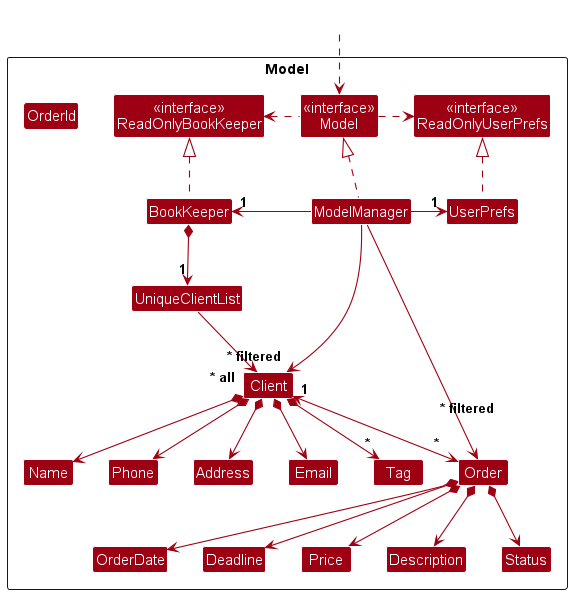 Model
OrderId
«interface»
ReadOnlyBookKeeper
«interface»
Model
«interface»
ReadOnlyUserPrefs
BookKeeper
1
ModelManager
1
UserPrefs
1
UniqueClientList
* filtered
* all
Client
1
* filtered
*
*
Name
Phone
Address
Email
Tag
Order
OrderDate
Deadline
Price
Description
Status